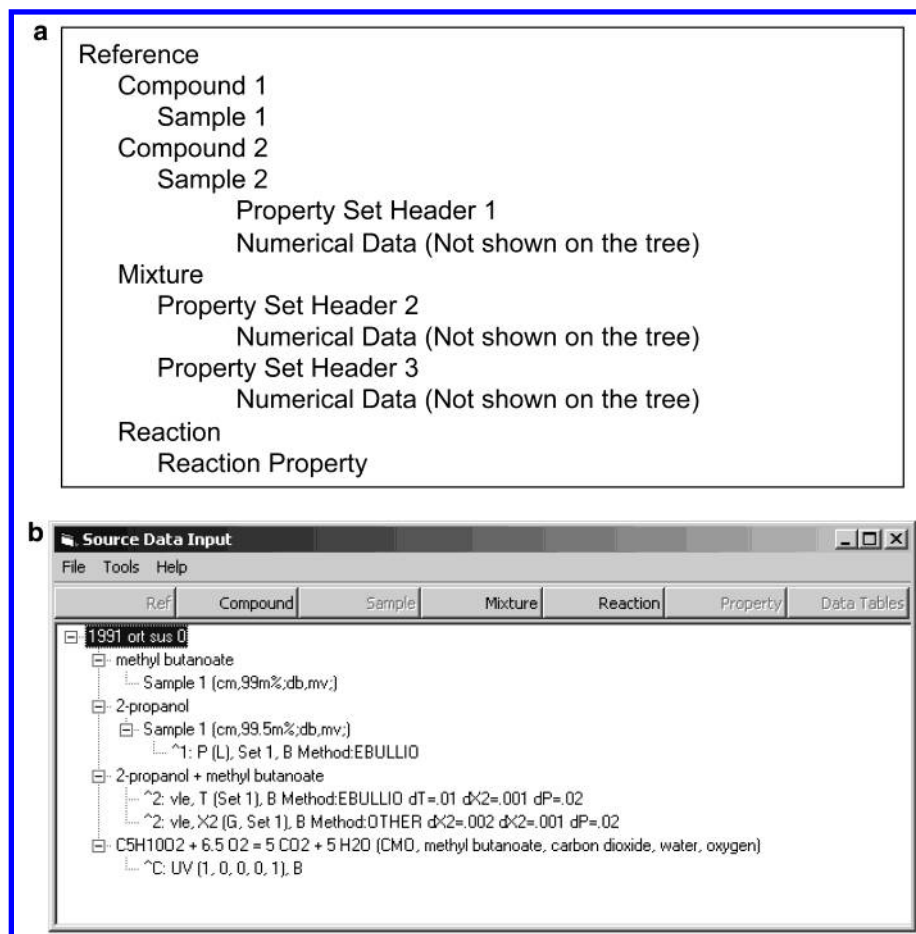 a
Reference
Compound 1
Sample 1
Compound 2
Sample 2
Property Set Header 1
Numerical Data (Not shown on the tree)
Mixture
Property Set Header 2
Numerical Data (Not shown on the tree)
Property Set Header 3
Numerical Data (Not shown on the tree)
Reaction
Reaction Property
b
Source Data Input
File Tools Help
Ref Compound Sample Mixture Reaction Property Data Tables
1991 ort sus 0
methyl butanoate
Sample 1 (cm,99m%;db,mv;)
2-propanol
Sample 1 (cm,99.5m%;db,mv;)
^1: P (L), Set 1, B Method:EBULLIO
2-propanol + methyl butanoate
^2: vle, T (Set 1), B Method:EBULLIO dT=.01 dX2=.001 dP=.02
^2: vle, X2 (G, Set 1), B Method:OTHER dX2=.002 dX2=.001 dP=.02
C5H10O2 + 6.5 O2 = 5 CO2 + 5 H2O (CMO, methyl butanoate, carbon dioxide, water, oxygen)
^C: UV (1, 0, 0, 0, 1), B